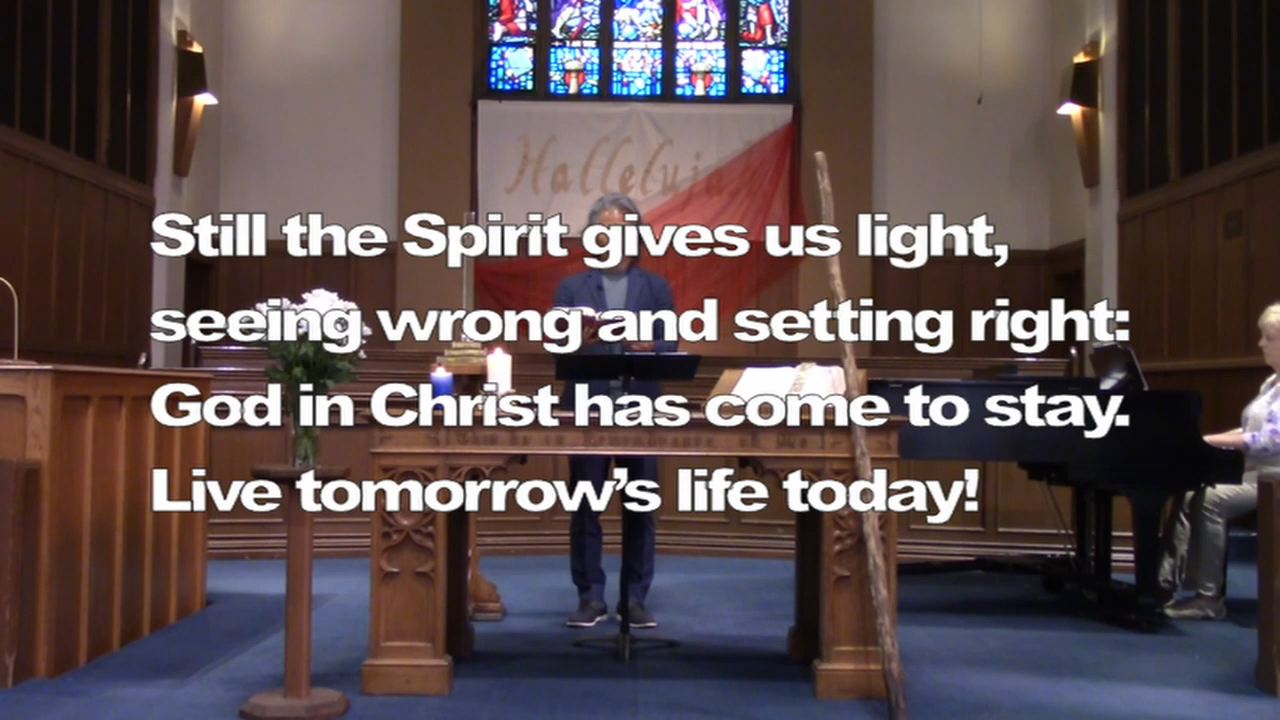 Hallelujah
Still the Spirit gives us light,
seeing wrong and setting right:
God in Christ has come to stay.
Live tomorrow’s life today!